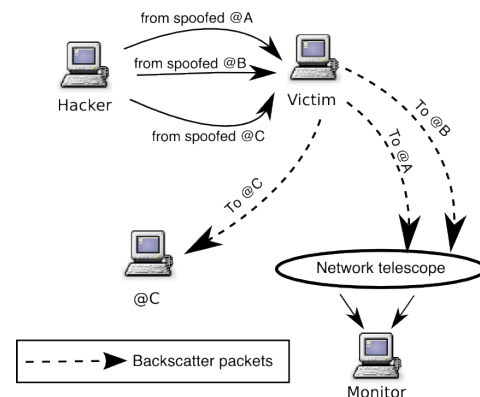 from spoofed @A
from spoofed @B
from spoofed @C
Hacker
Victim
To @B
To @A
To @C
@C
Network telescope
Backscatter packets
Monitor